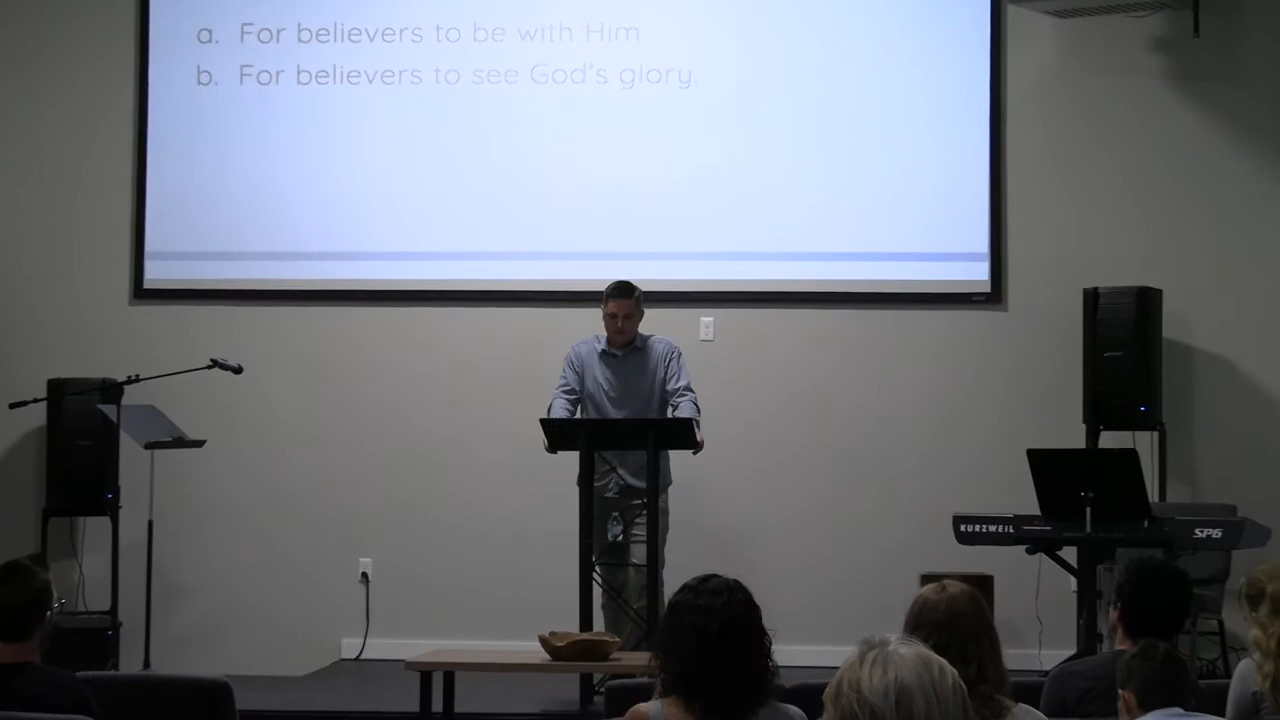 a. For believers to be with Him
b. For believers to see God's glory.
KURZWEIL
SP6